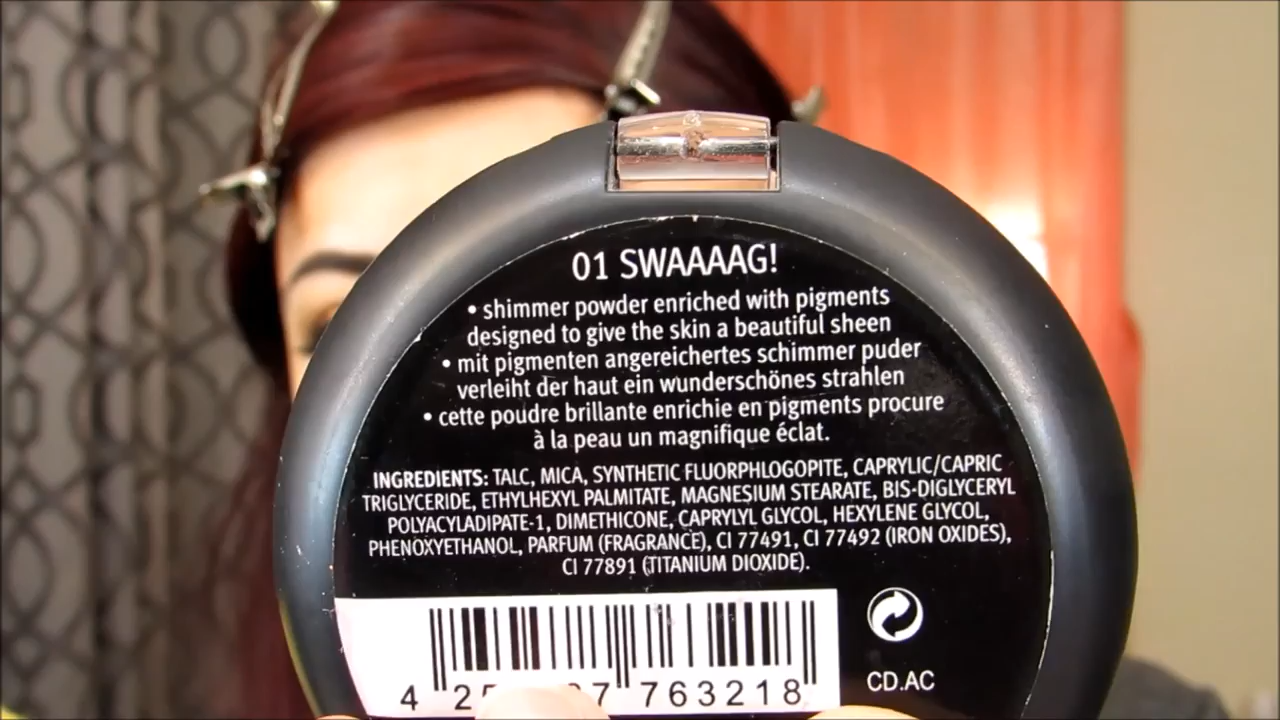 01 SWAAAAG!
• shimmer powder enriched with pigments
designed to give the skin a beautiful sheen
• mit pigmenten angereichertes schimmer puder
verleiht der haut ein wunderschönes strahlen
• cette poudre brillante enrichie en pigments procure
à la peau un magnifique éclat.
INGREDIENTS: TALC, MICA, SYNTHETIC FLUORPHLOGOPITE, CAPRYLIC/CAPRIC
TRIGLYCERIDE, ETHYLHEXYL PALMITATE, MAGNESIUM STEARATE, BIS-DIGLYCERYL
POLYACYLADIPATE-1, DIMETHICONE, CAPRYLYL GLYCOL, HEXYLENE GLYCOL,
PHENOXYETHANOL, PARFUM (FRAGRANCE), CI 77491, CI 77492 (IRON OXIDES),
CI 77891 (TITANIUM DIOXIDE).
4 763218
CD.AC